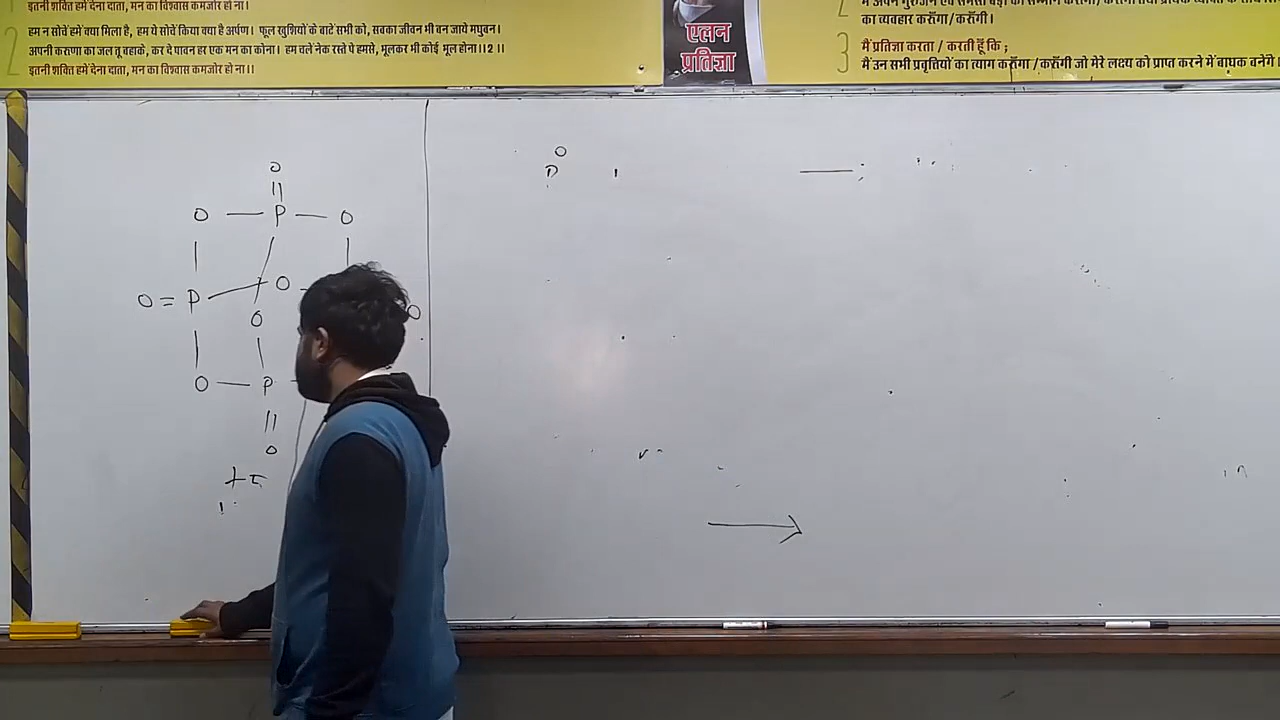 इतनी शक्ति हमें देना दाता, मन का विश्वास कमजोर हो ना।
2
हम न सोचें हमें क्या मिला है, हम ये सोचें किया क्या है अर्पण। फूल खुशियों के बाटें सभी को, सबका जीवन भी बन जाये मधुबन।
अपनी करुणा का जल तू बहाके, कर दे पावन हर एक मन का कोना। हम चलें नेक रस्ते पे हमसे, भूलकर भी कोई भूल होना।।2 ।।
इतनी शक्ति हमें देना दाता, मन का विश्वास कमजोर हो ना।।
एलन
प्रतिज्ञा
2
का व्यवहार करूँगा / करूँगी।
3
मैं प्रतिज्ञा करता / करती हूँ कि ;
मैं उन सभी प्रवृत्तियों का त्याग करूँगा / करूँगी जो मेरे लक्ष्य को प्राप्त करने में बाधक बनेंगे।
O
||
O — P — O
| / |
O = P — O
O
| |
O — P
||
O
O
→